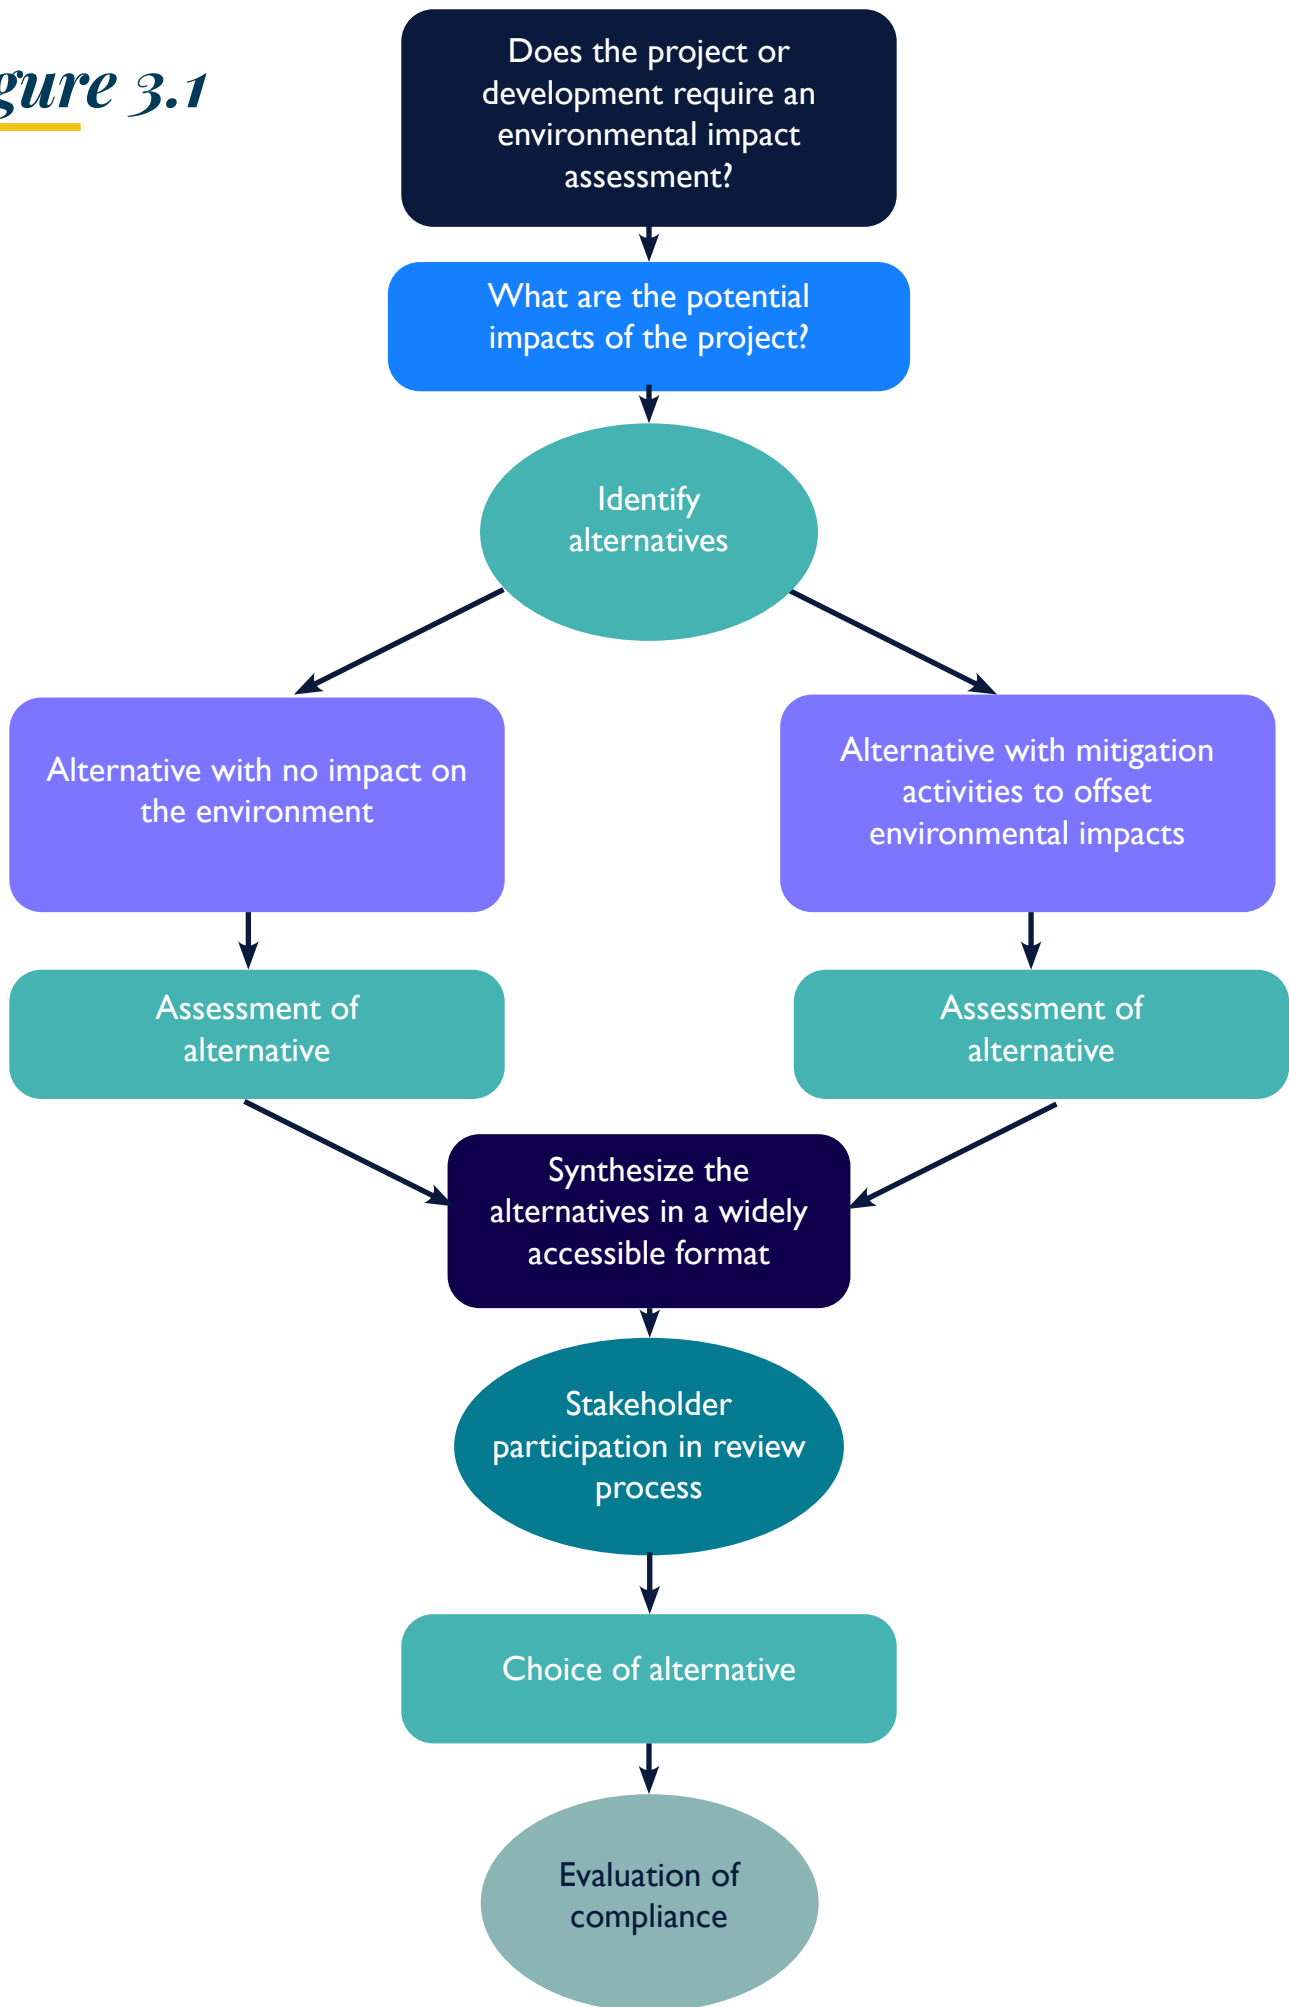 gure 3.1
Does the project or
development require an
environmental impact
assessment?
What are the potential
impacts of the project?
Identify
alternatives
Alternative with no impact on
the environment
Alternative with mitigation
activities to offset
environmental impacts
Assessment of
alternative
Assessment of
alternative
Synthesize the
alternatives in a widely
accessible format
Stakeholder
participation in review
process
Choice of alternative
Evaluation of
compliance